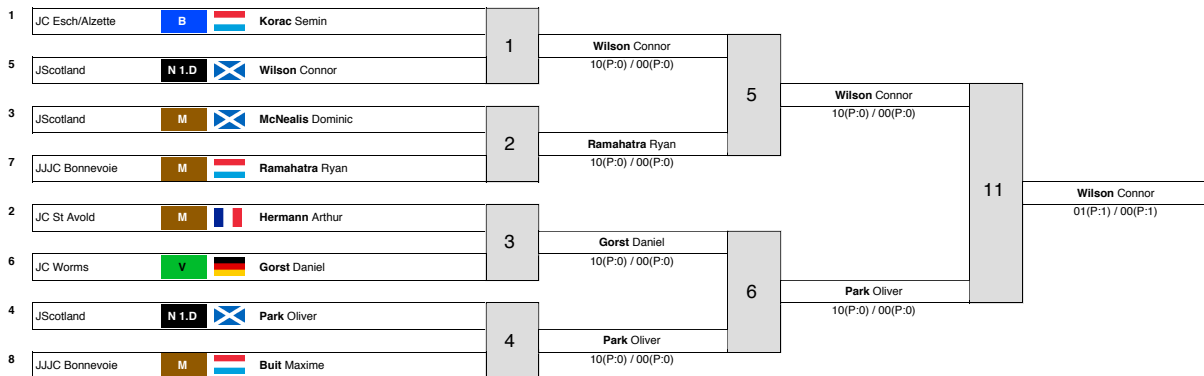 1 JC Esch/Alzette B Korac Semin
1
Wilson Connor
10(P:0) / 00(P:0)
5 JScotland N 1.D Wilson Connor
5
Wilson Connor
10(P:0) / 00(P:0)
3 JScotland M McNealis Dominic
2
Ramahatra Ryan
10(P:0) / 00(P:0)
7 JJJC Bonnevoie M Ramahatra Ryan
11
Wilson Connor
01(P:1) / 00(P:1)
2 JC St Avold M Hermann Arthur
3
Gorst Daniel
10(P:0) / 00(P:0)
6 JC Worms V Gorst Daniel
6
Park Oliver
10(P:0) / 00(P:0)
4 JScotland N 1.D Park Oliver
4
Park Oliver
10(P:0) / 00(P:0)
8 JJJC Bonnevoie M Buit Maxime